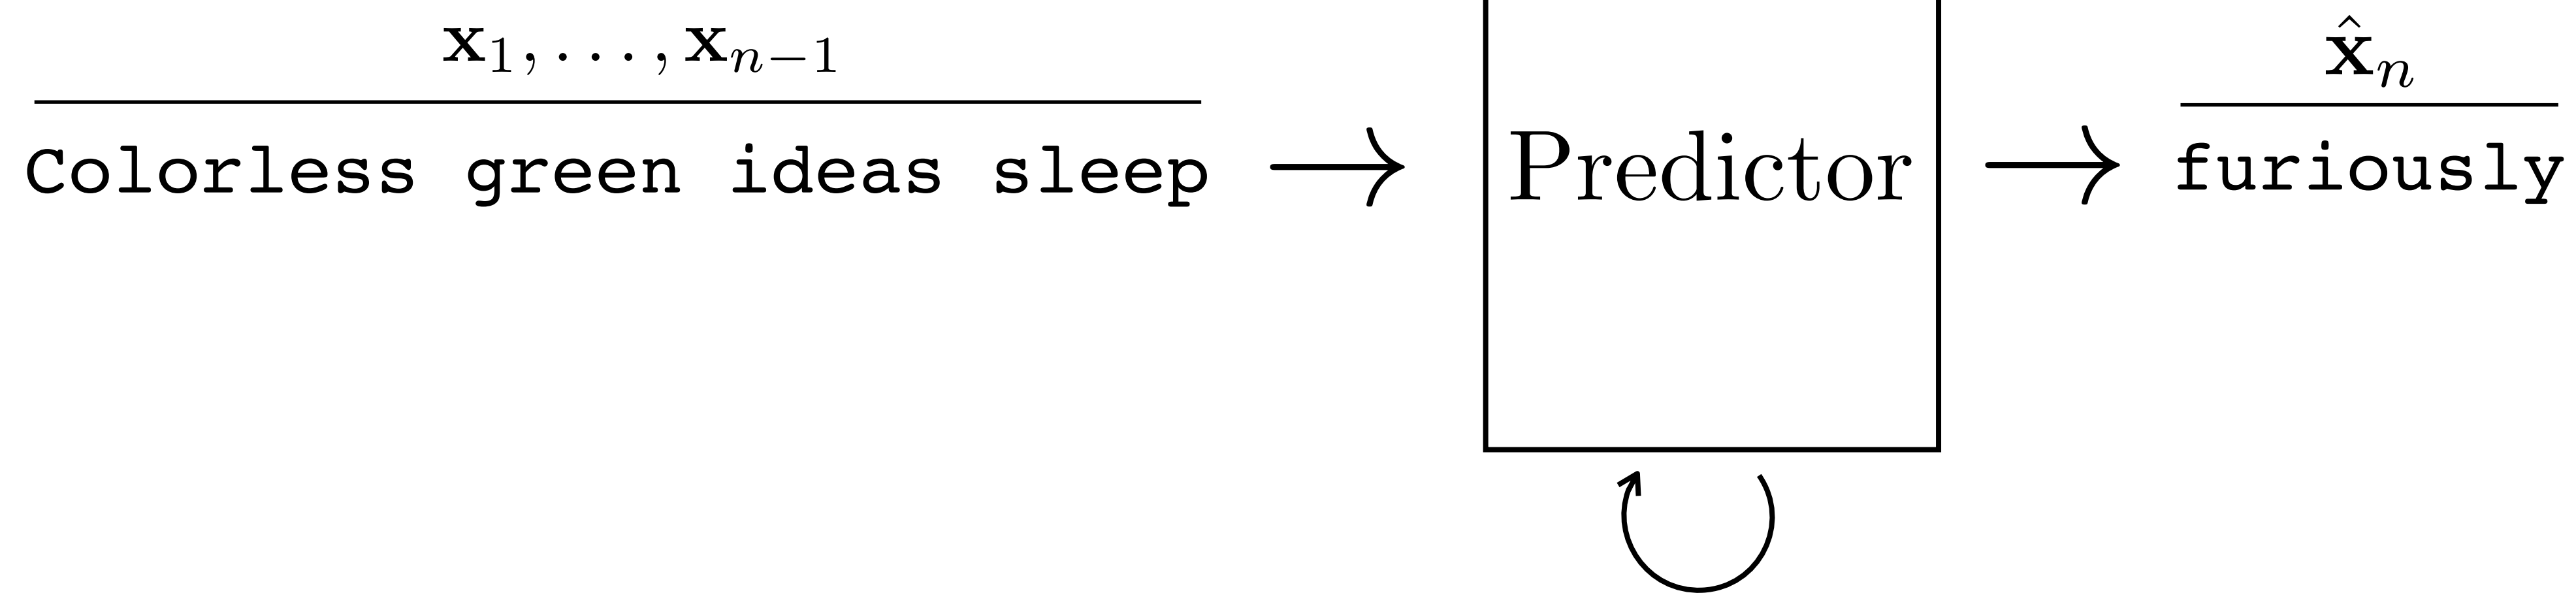 x₁, . . . , xₙ₋₁
Colorless green ideas sleep
Predictor
x̂ₙ
furiously